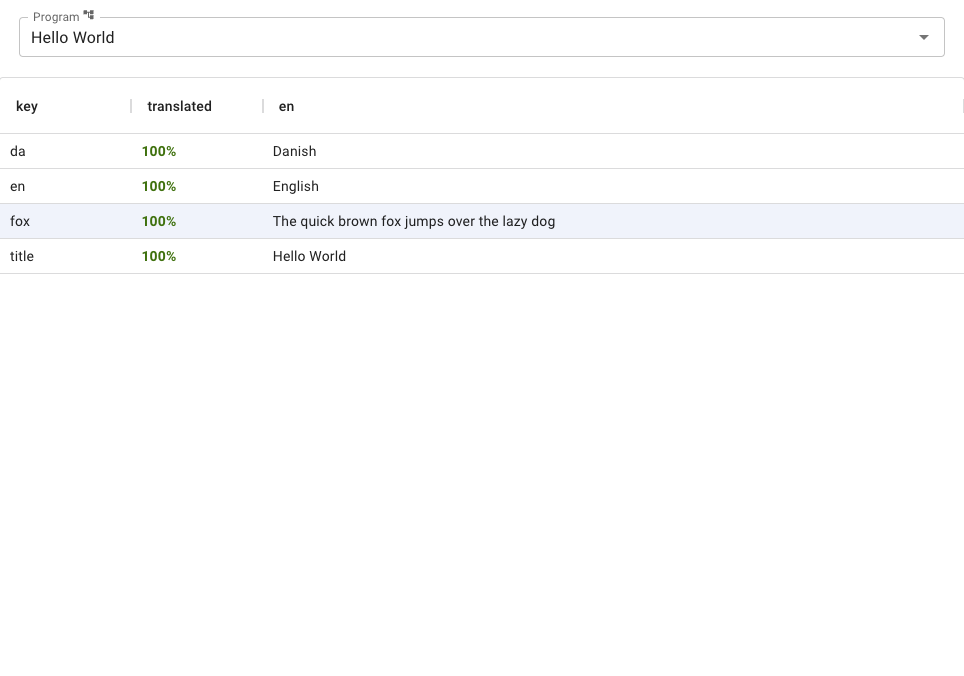 Program
Hello World
key translated en
da 100% Danish
en 100% English
fox 100% The quick brown fox jumps over the lazy dog
title 100% Hello World